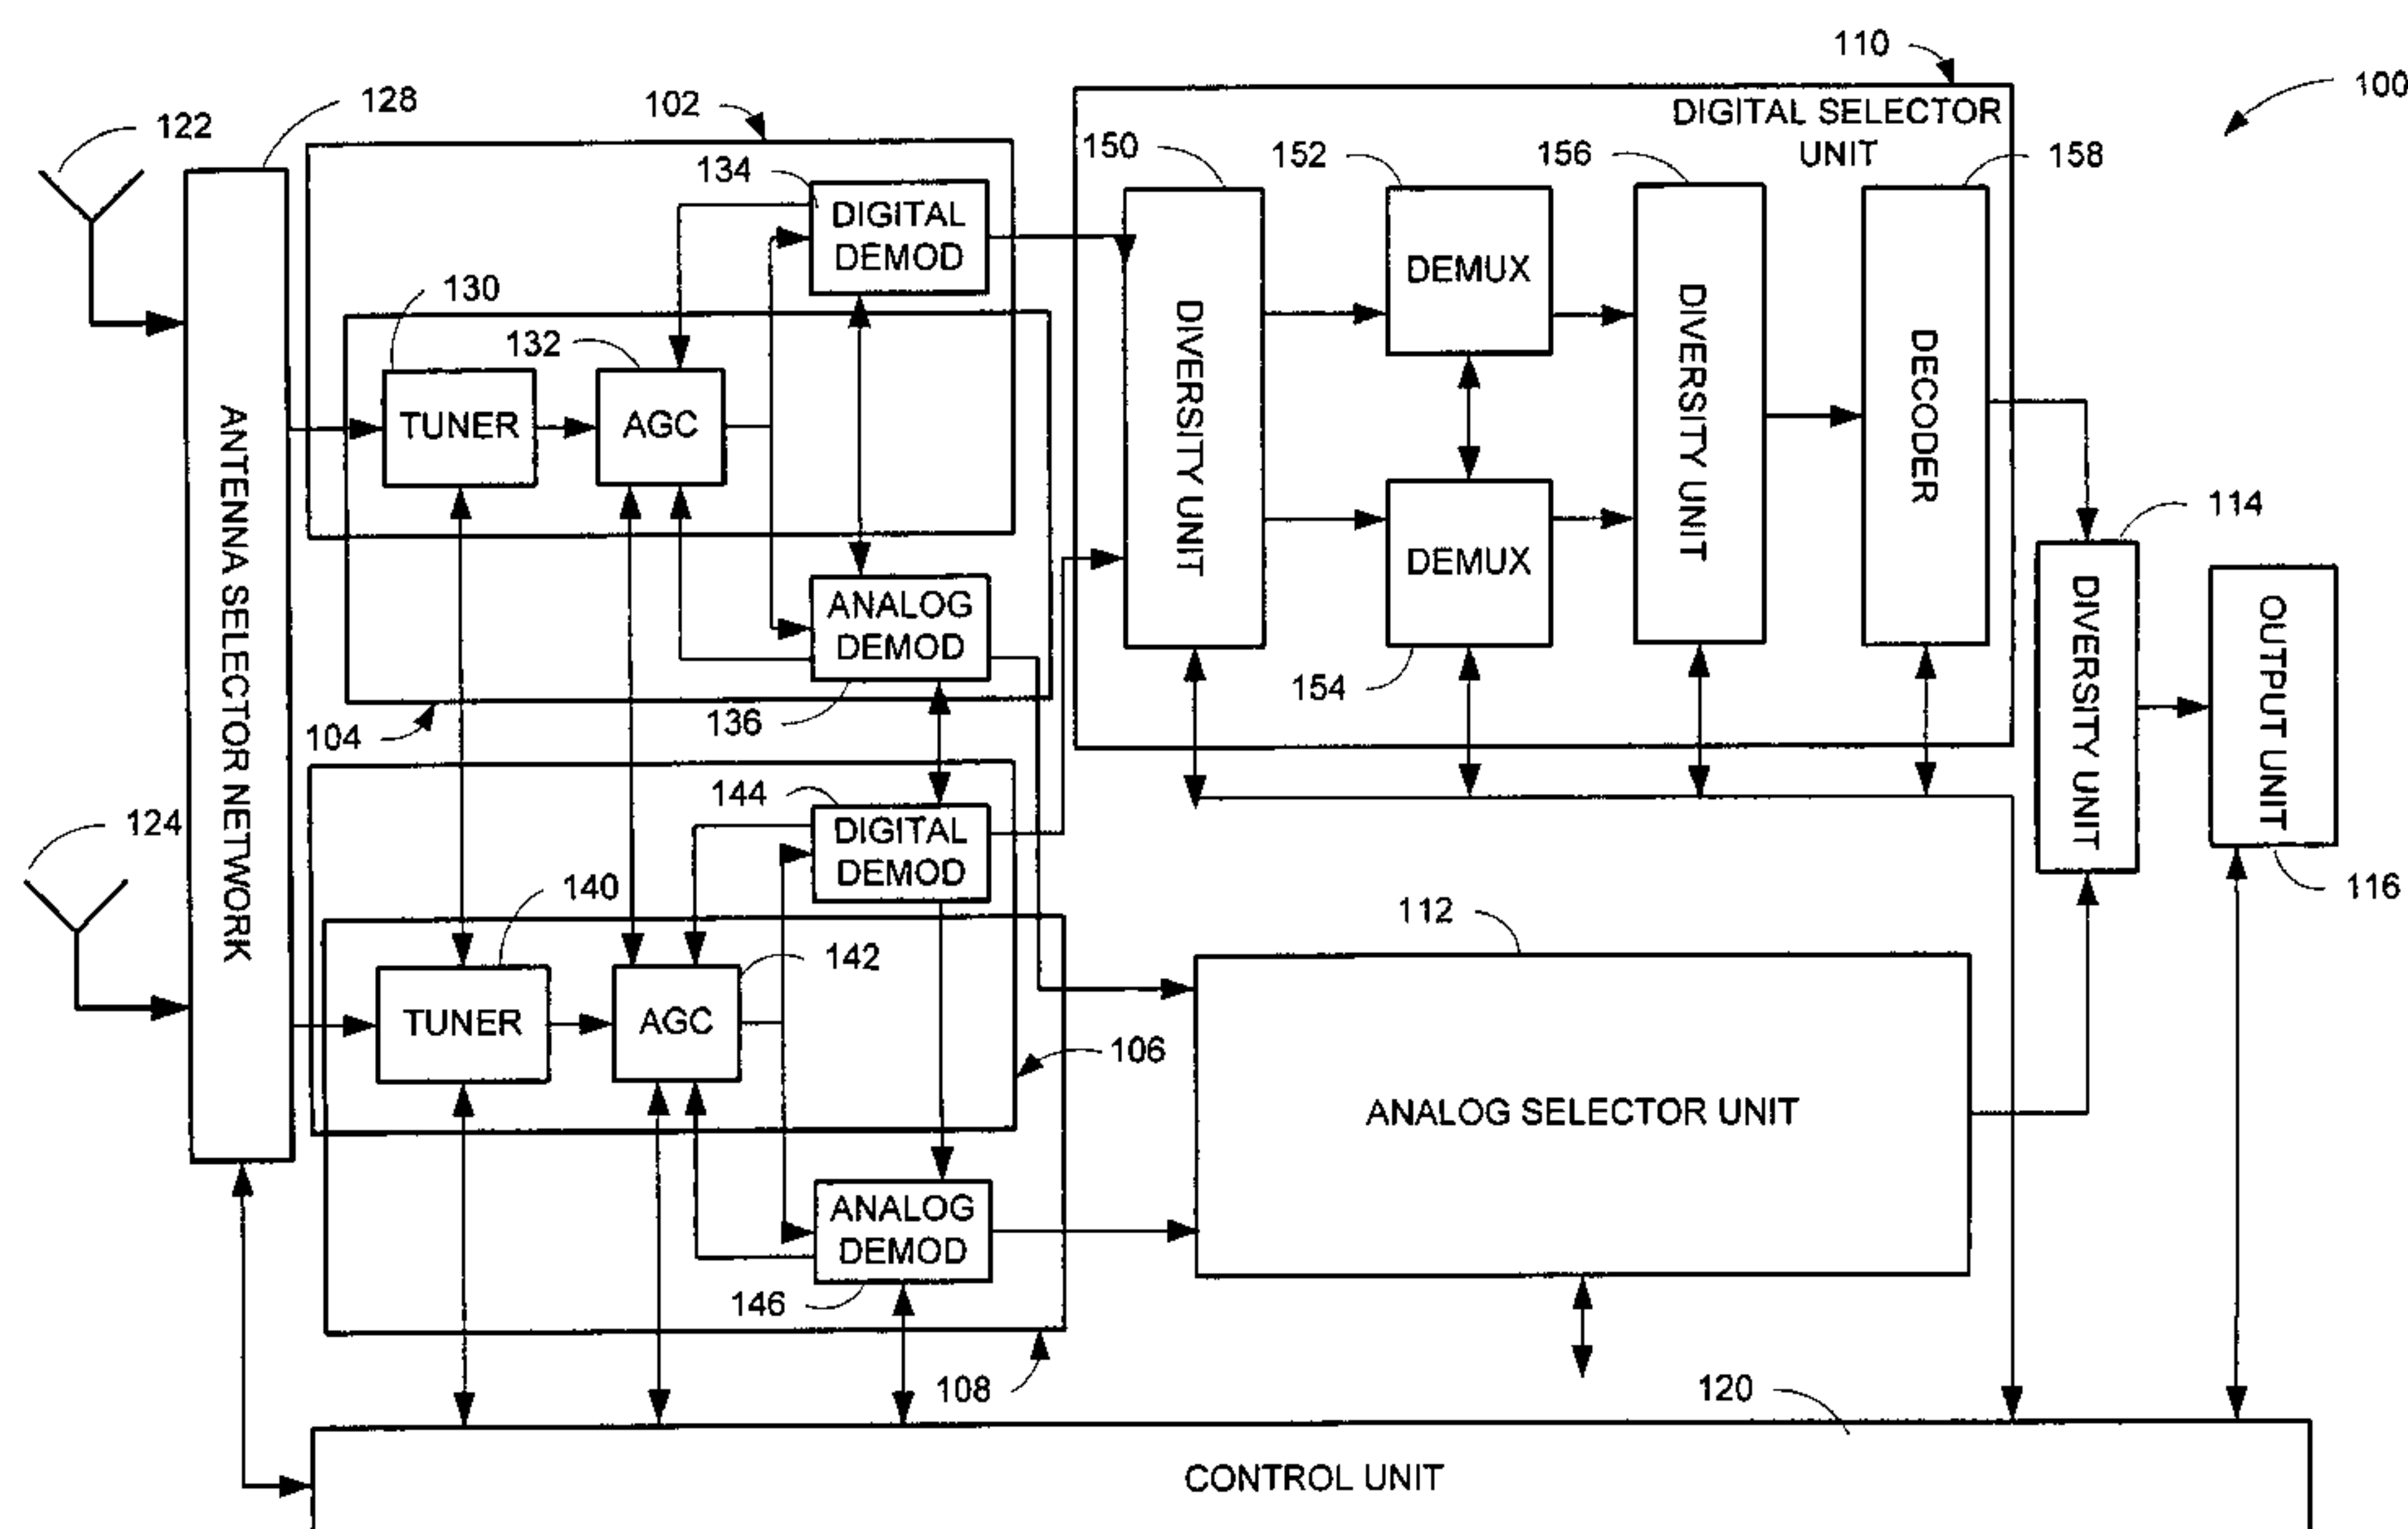 110
100
128
102
DIGITAL SELECTOR
UNIT
122
134
150
152
156
158
DIGITAL
DEMOD
DEMUX
130
132
DIVERSITY UNIT
DIVERSITY UNIT
DECODER
TUNER
AGC
ANTENNA SELECTOR NETWORK
114
DEMUX
ANALOG
DEMOD
DIVERSITY UNIT
OUTPUT UNIT
154
136
104
144
124
DIGITAL
DEMOD
140
116
112
142
TUNER
AGC
106
ANALOG SELECTOR UNIT
ANALOG
DEMOD
146
108
120
CONTROL UNIT